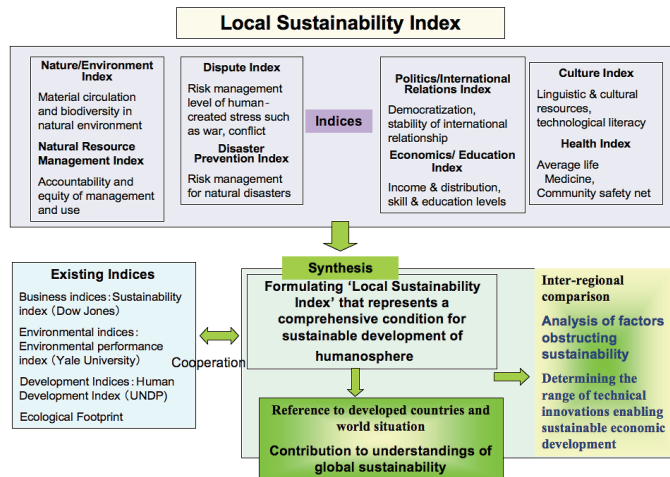 Local Sustainability Index
Nature/Environment
Index
Material circulation
and biodiversity in
natural environment
Natural Resource
Management Index
Accountability and
equity of management
and use
Dispute Index
Risk management
level of human-
created stress such
as war, conflict
Disaster
Prevention Index
Risk management
for natural disasters
Indices
Politics/International
Relations Index
Democratization,
stability of international
relationship
Economics/ Education
Index
Income & distribution,
skill & education levels
Culture Index
Linguistic & cultural
resources,
technological literacy
Health Index
Average life
Medicine,
Community safety net
Existing Indices
Business indices：Sustainability
index（Dow Jones）
Environmental indices：
Environmental performance
index（Yale University）
Development Indices：Human
Development Index（UNDP）
Ecological Footprint
Cooperation
Synthesis
Formulating ‘Local Sustainability
Index’ that represents a
comprehensive condition for
sustainable development of
humanosphere
Reference to developed countries and
world situation
Contribution to understandings of
global sustainability
Inter-regional
comparison
Analysis of factors
obstructing
sustainability
Determining the
range of technical
innovations enabling
sustainable economic
development